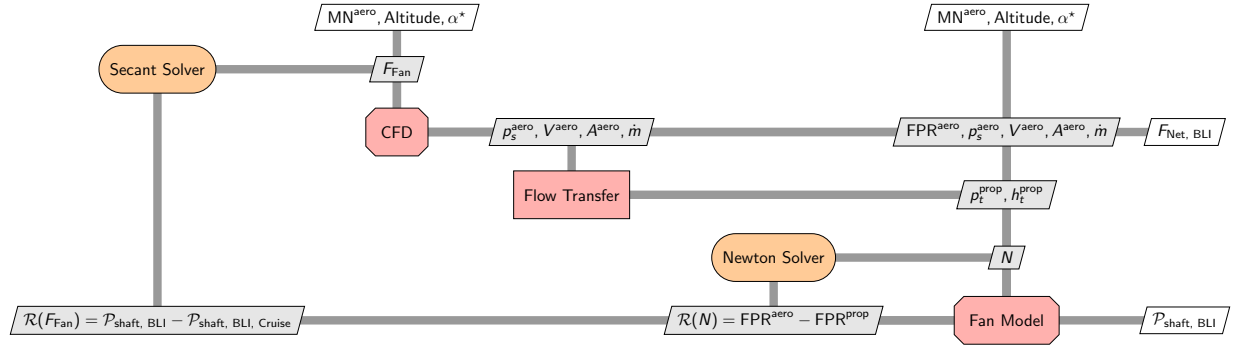 MN^aero, Altitude, α* MN^aero, Altitude, α*
Secant Solver F_Fan
CFD p_s^aero, V^aero, A^aero, ṁ FPR^aero, p_s^aero, V^aero, A^aero, ṁ F_Net, BLI
Flow Transfer p_t^prop, h_t^prop
Newton Solver N
ℛ(F_Fan) = 𝒫_shaft, BLI − 𝒫_shaft, BLI, Cruise ℛ(N) = FPR^aero − FPR^prop Fan Model 𝒫_shaft, BLI